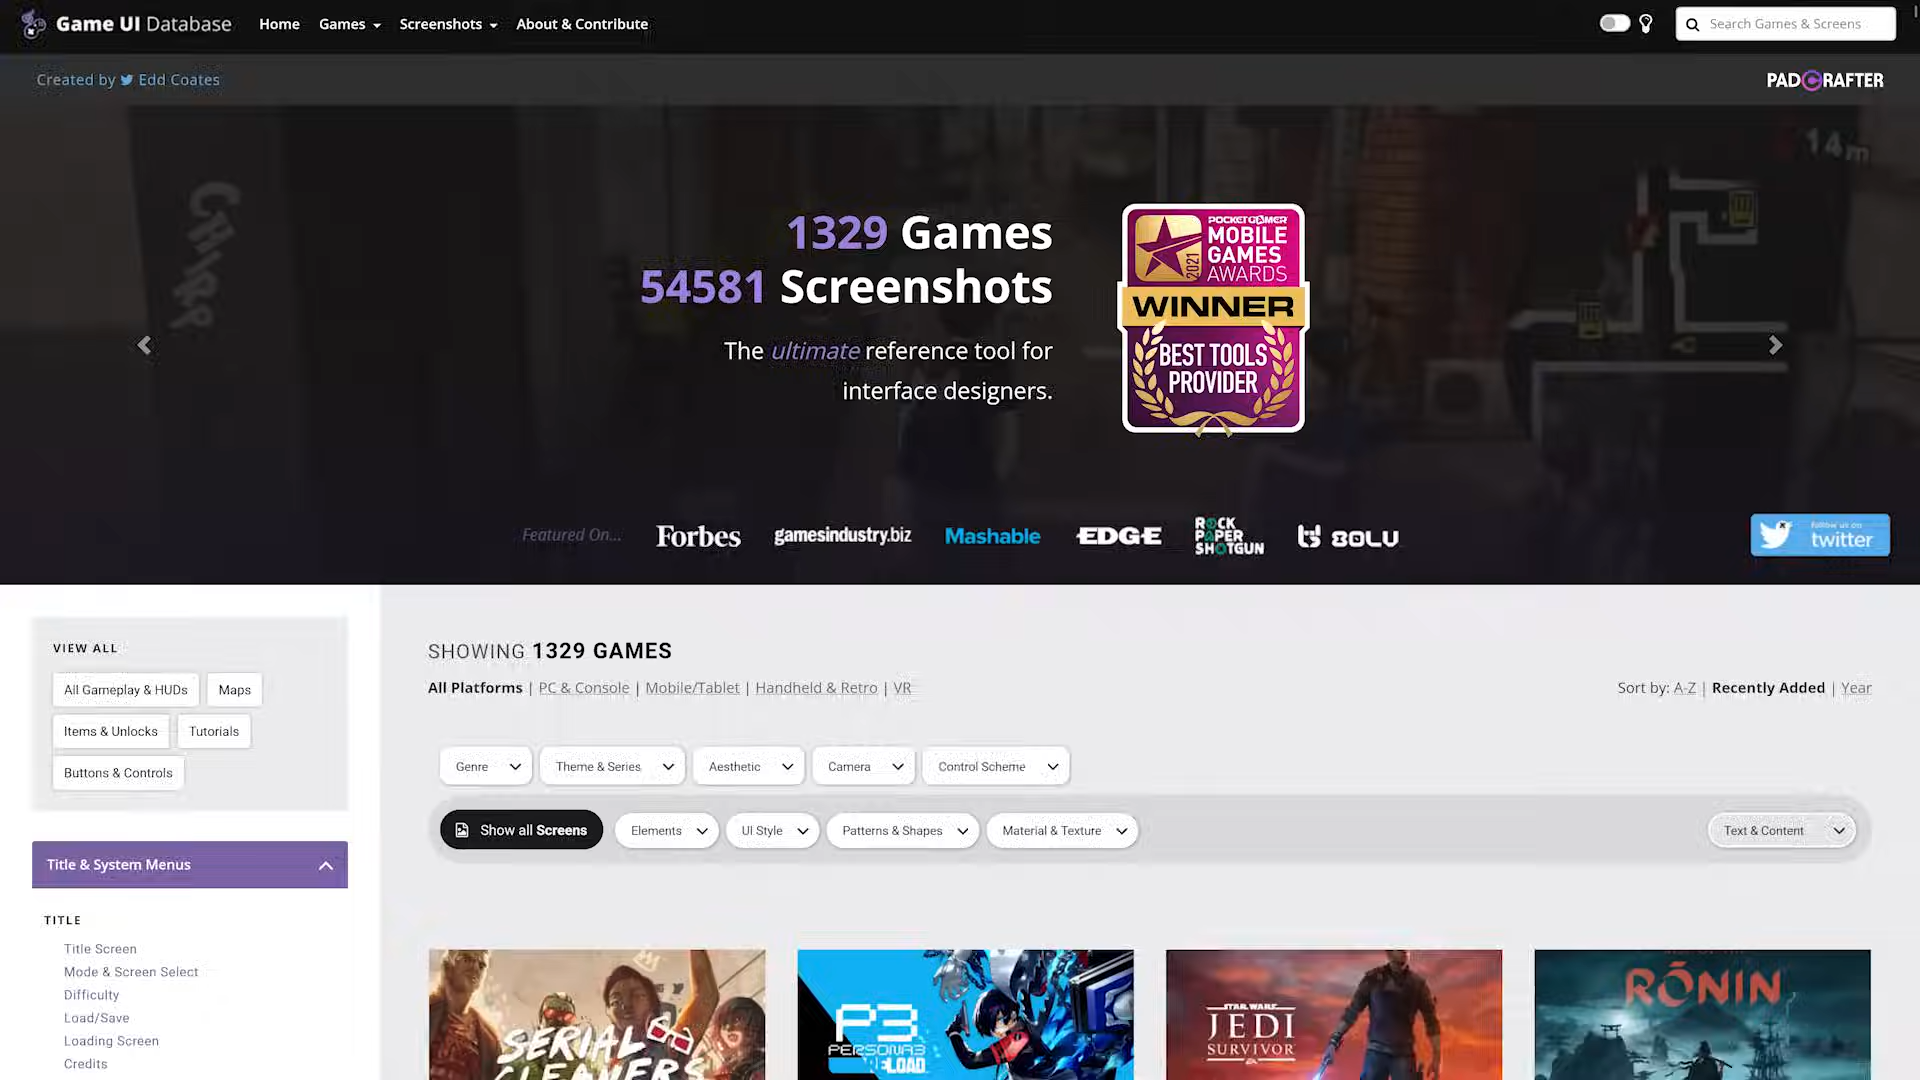 Game UI Database Home Games Screenshots About & Contribute Search Games & Screens
Created by Edd Coates
PADCRAFTER
14m
1329 Games
54581 Screenshots
The ultimate reference tool for
interface designers.
POCKETGAMER
MOBILE
GAMES
AWARDS
2021
WINNER
BEST TOOLS
PROVIDER
Featured On... Forbes gamesindustry.biz Mashable EDGE ROCK PAPER SHOTGUN 80LV
follow us on
twitter
VIEW ALL
All Gameplay & HUDs Maps
Items & Unlocks Tutorials
Buttons & Controls
Title & System Menus
TITLE
Title Screen
Mode & Screen Select
Difficulty
Load/Save
Loading Screen
Credits
SHOWING 1329 GAMES
All Platforms | PC & Console | Mobile/Tablet | Handheld & Retro | VR
Sort by: A-Z | Recently Added | Year
Genre Theme & Series Aesthetic Camera Control Scheme
Show all Screens Elements UI Style Patterns & Shapes Material & Texture Text & Content
SERIAL
CLEANERS
P3
PERSONA3
RELOAD
STAR WARS
JEDI
SURVIVOR
RŌNIN